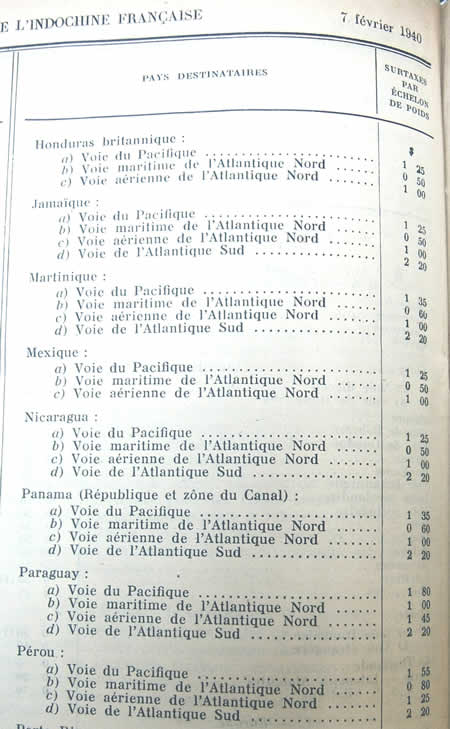 E L'INDOCHINE FRANÇAISE 7 février 1940
PAYS DESTINATAIRES
SURTAXES
PAR
ÉCHELON
DE POIDS
$
Honduras britannique :
a) Voie du Pacifique ........................ 1 25
b) Voie maritime de l'Atlantique Nord ...... 0 50
c) Voie aérienne de l'Atlantique Nord ...... 1 00
Jamaïque :
a) Voie du Pacifique ........................ 1 25
b) Voie maritime de l'Atlantique Nord ...... 0 50
c) Voie aérienne de l'Atlantique Nord ...... 1 00
d) Voie de l'Atlantique Sud ................ 2 20
Martinique :
a) Voie du Pacifique ........................ 1 35
b) Voie maritime de l'Atlantique Nord ...... 0 60
c) Voie aérienne de l'Atlantique Nord ...... 1 00
d) Voie de l'Atlantique Sud ................ 2 20
Mexique :
a) Voie du Pacifique ........................ 1 25
b) Voie maritime de l'Atlantique Nord ...... 0 50
c) Voie aérienne de l'Atlantique Nord ...... 1 00
Nicaragua :
a) Voie du Pacifique ........................ 1 25
b) Voie maritime de l'Atlantique Nord ...... 0 50
c) Voie aérienne de l'Atlantique Nord ...... 1 00
d) Voie de l'Atlantique Sud ................ 2 20
Panama (République et zône du Canal) :
a) Voie du Pacifique ........................ 1 35
b) Voie maritime de l'Atlantique Nord ...... 0 60
c) Voie aérienne de l'Atlantique Nord ...... 1 00
d) Voie de l'Atlantique Sud ................ 2 20
Paraguay :
a) Voie du Pacifique ........................ 1 80
b) Voie maritime de l'Atlantique Nord ...... 1 00
c) Voie aérienne de l'Atlantique Nord ...... 1 45
d) Voie de l'Atlantique Sud ................ 2 20
Pérou :
a) Voie du Pacifique ........................ 1 55
b) Voie maritime de l'Atlantique Nord ...... 0 80
c) Voie aérienne de l'Atlantique Nord ...... 1 25
d) Voie de l'Atlantique Sud ................ 2 20